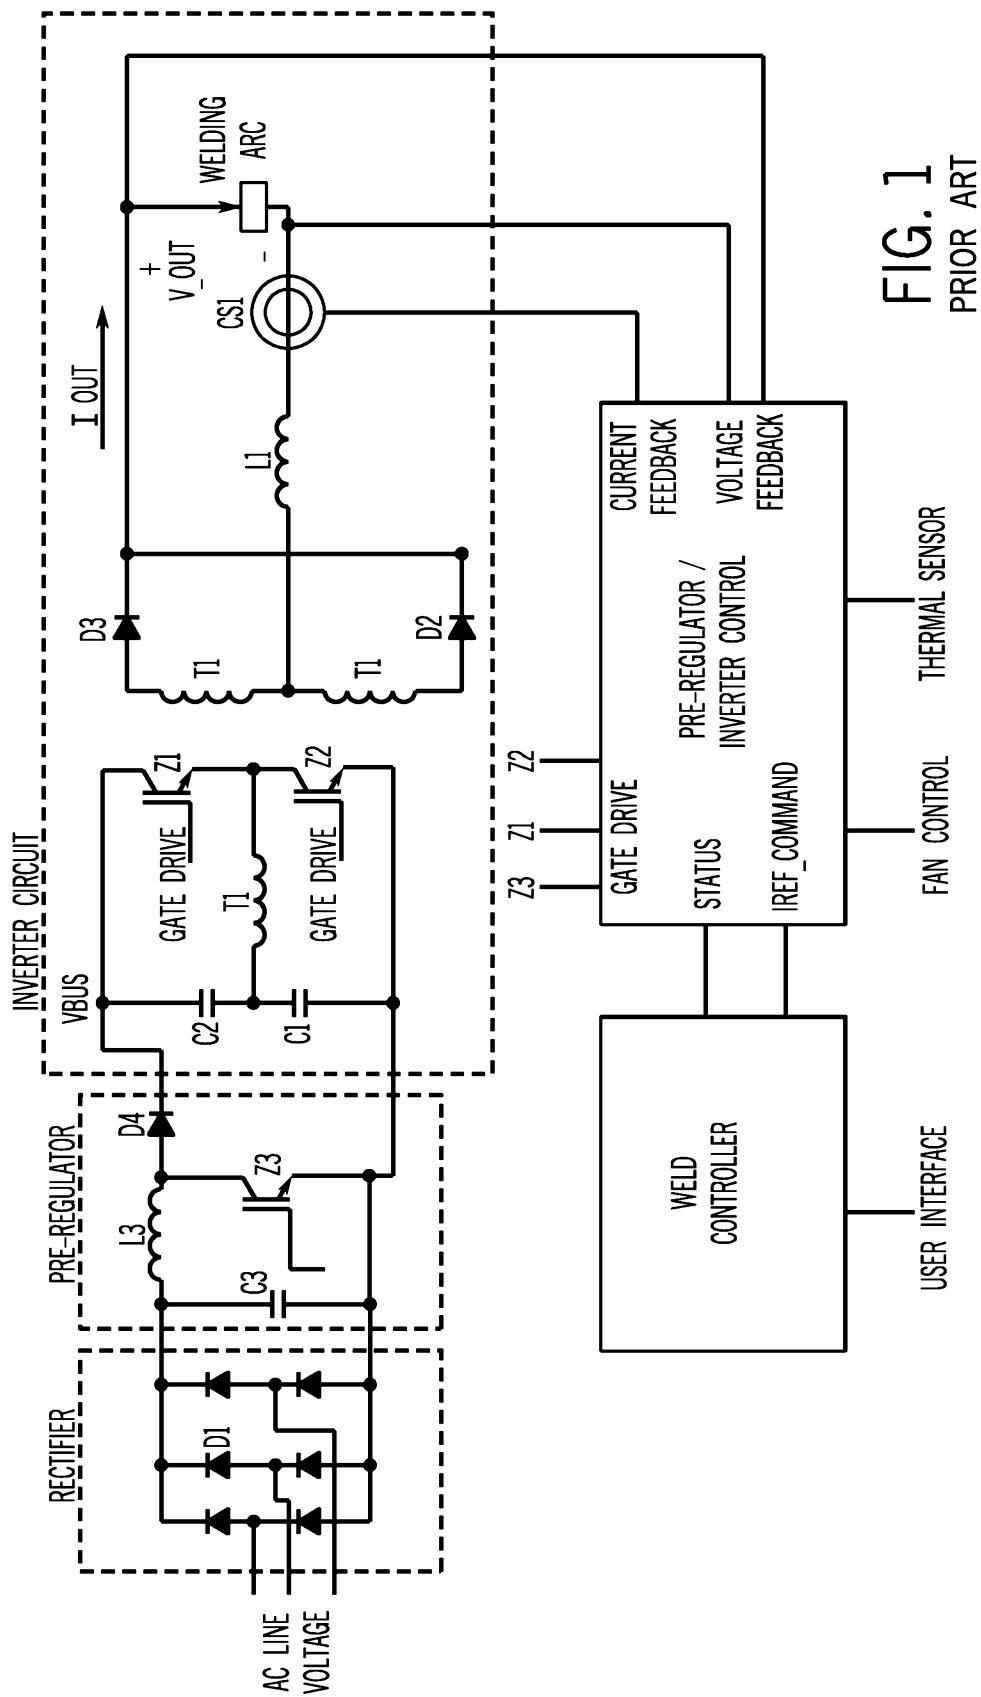 INVERTER CIRCUIT
PRE-REGULATOR
RECTIFIER
VBUS
I OUT
D4
L3
Z3
C3
D1
AC LINE
VOLTAGE
C2
C1
T1
GATE DRIVE
Z1
GATE DRIVE
Z2
T1
T1
D3
D2
L1
CS1
+
V_OUT
-
WELDING
ARC
Z3
Z1
Z2
GATE DRIVE
STATUS
IREF_COMMAND
PRE-REGULATOR /
INVERTER CONTROL
CURRENT
FEEDBACK
VOLTAGE
FEEDBACK
WELD
CONTROLLER
USER INTERFACE
FAN CONTROL
THERMAL SENSOR
FIG. 1
PRIOR ART